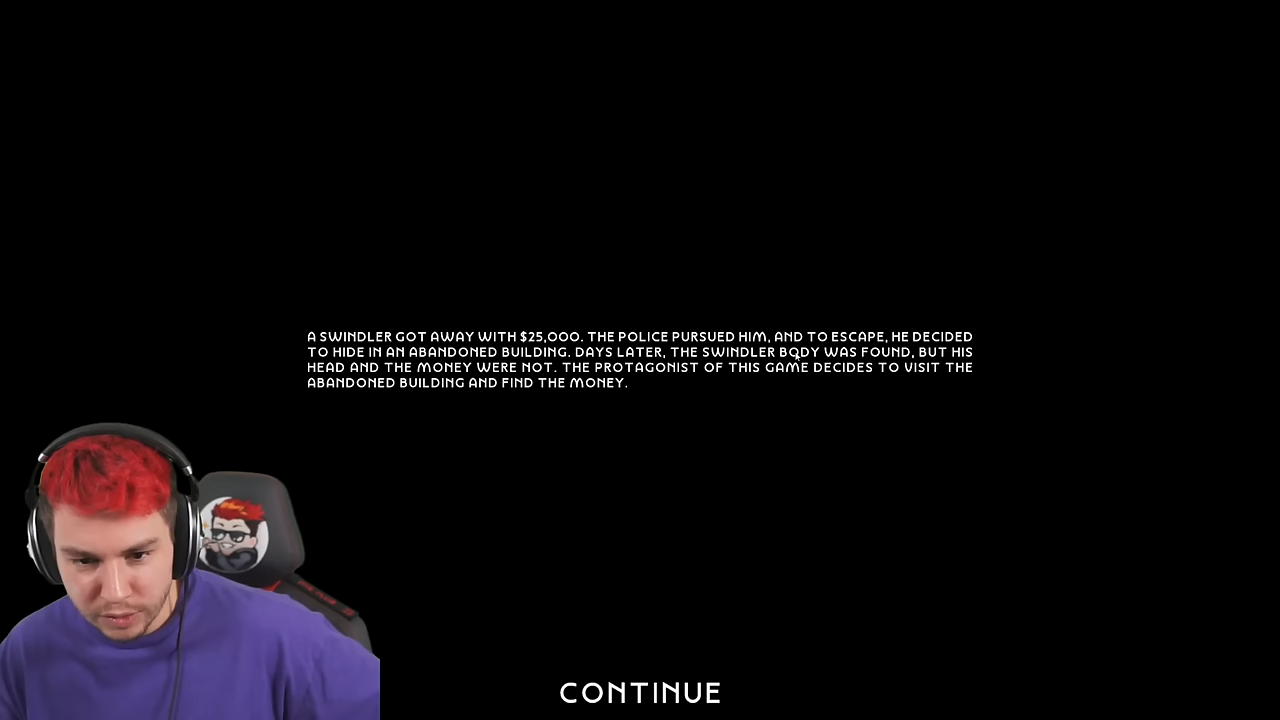 A SWINDLER GOT AWAY WITH $25,000. THE POLICE PURSUED HIM, AND TO ESCAPE, HE DECIDED
TO HIDE IN AN ABANDONED BUILDING. DAYS LATER, THE SWINDLER BODY WAS FOUND, BUT HIS
HEAD AND THE MONEY WERE NOT. THE PROTAGONIST OF THIS GAME DECIDES TO VISIT THE
ABANDONED BUILDING AND FIND THE MONEY.
CONTINUE